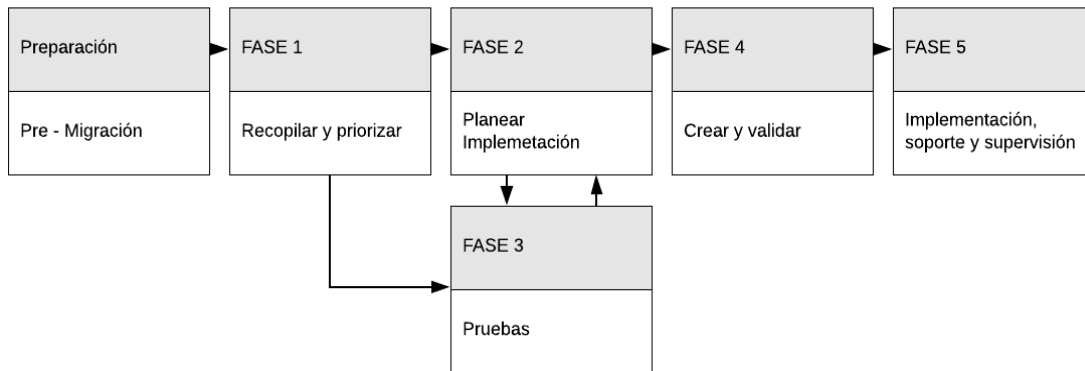 Preparación
Pre - Migración
FASE 1
Recopilar y priorizar
FASE 2
Planear
Implemetación
FASE 4
Crear y validar
FASE 5
Implementación,
soporte y supervisión
FASE 3
Pruebas